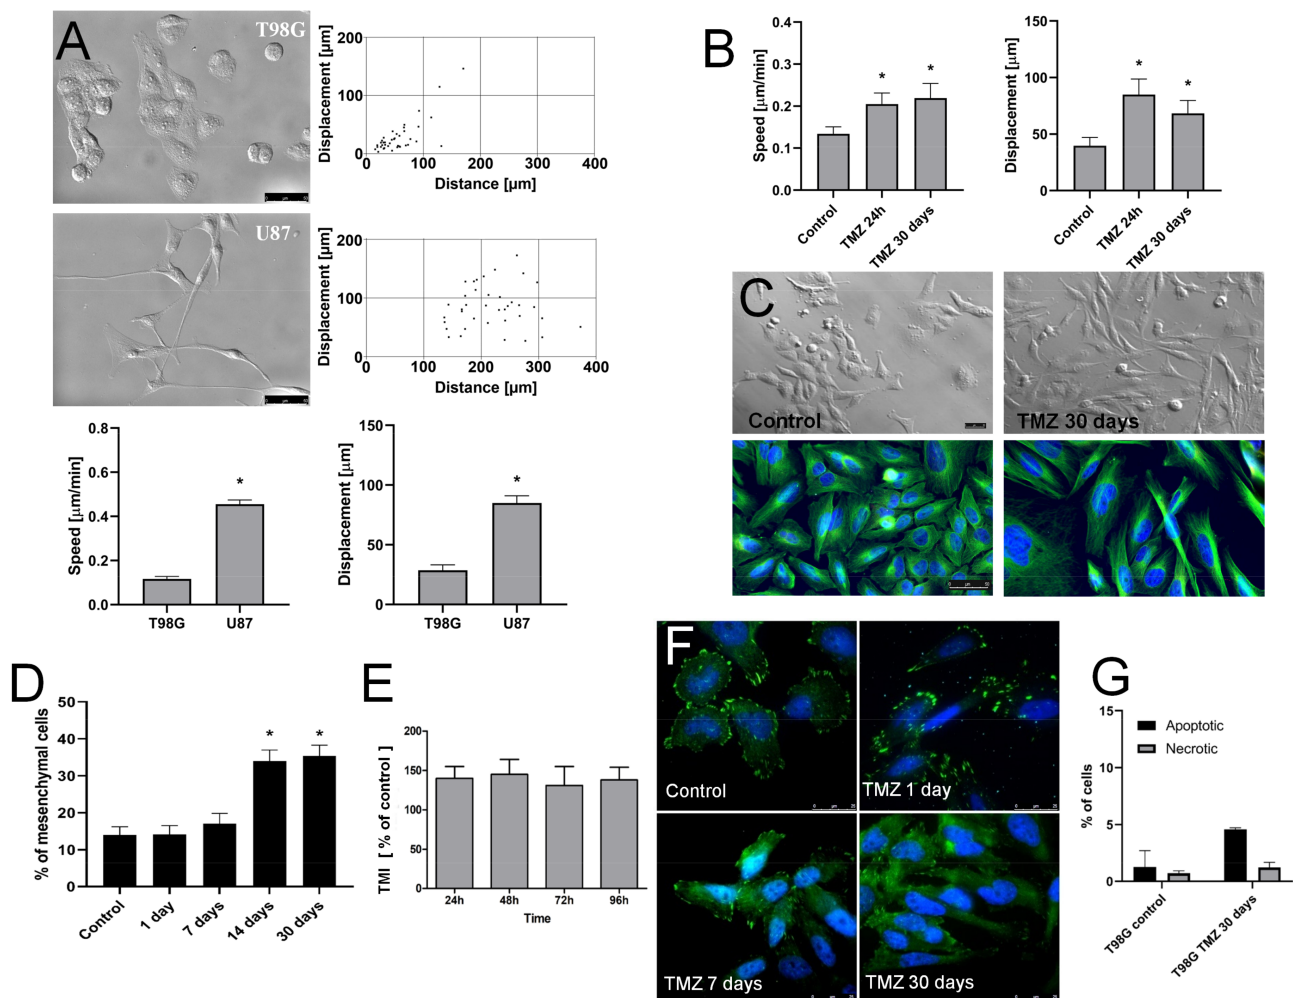 A
T98G
Displacement [µm]
200
100
0
0 100 200 300 400
Distance [µm]
U87
Displacement [µm]
200
100
0
0 100 200 300 400
Distance [µm]
Speed [µm/min]
0.8
0.6
0.4
0.2
0.0
*
T98G U87
Displacement [µm]
150
100
50
0
*
T98G U87
B
Speed [µm/min]
0.4
0.3
0.2
0.1
0.0
* *
Control
TMZ 24h
TMZ 30 days
Displacement [µm]
150
100
50
0
* *
Control
TMZ 24h
TMZ 30 days
C
Control
TMZ 30 days
D
% of mesenchymal cells
50
40
30
20
10
0
* *
Control
1 day
7 days
14 days
30 days
E
TMI [ % of control ]
200
150
100
50
0
24h 48h 72h 96h
Time
F
Control
TMZ 1 day
TMZ 7 days
TMZ 30 days
G
% of cells
15
10
5
0
Apoptotic
Necrotic
T98G control
T98G TMZ 30 days